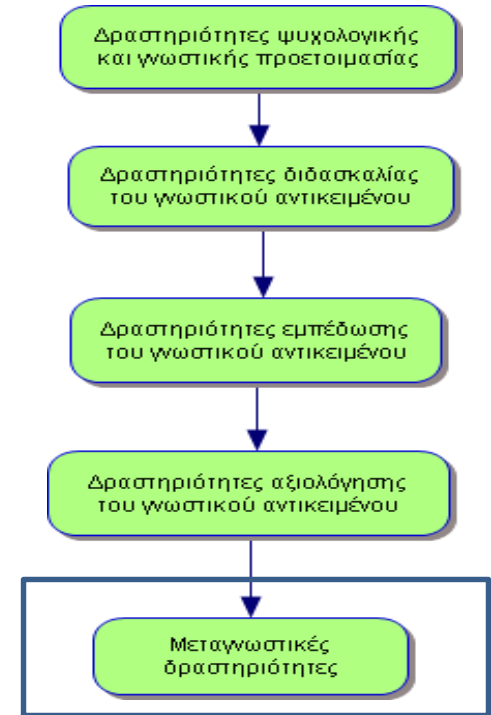 Δραστηριότητες ψυχολογικής
και γνωστικής προετοιμασίας
Δραστηριότητες διδασκαλίας
του γνωστικού αντικειμένου
Δραστηριότητες εμπέδωσης
του γνωστικού αντικειμένου
Δραστηριότητες αξιολόγησης
του γνωστικού αντικειμένου
Μεταγνωστικές
δραστηριότητες